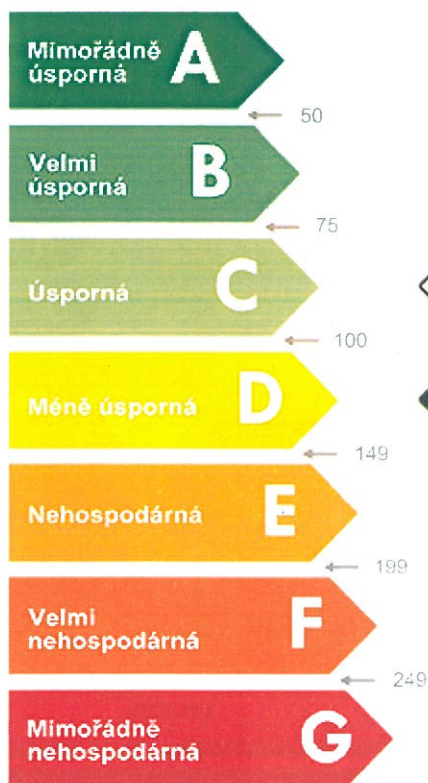 Mimořádně
úsporná
A
50
Velmi
úsporná
B
75
Úsporná
C
100
Méně úsporná
D
149
Nehospodárná
E
199
Velmi
nehospodárná
F
249
Mimořádně
nehospodárná
G